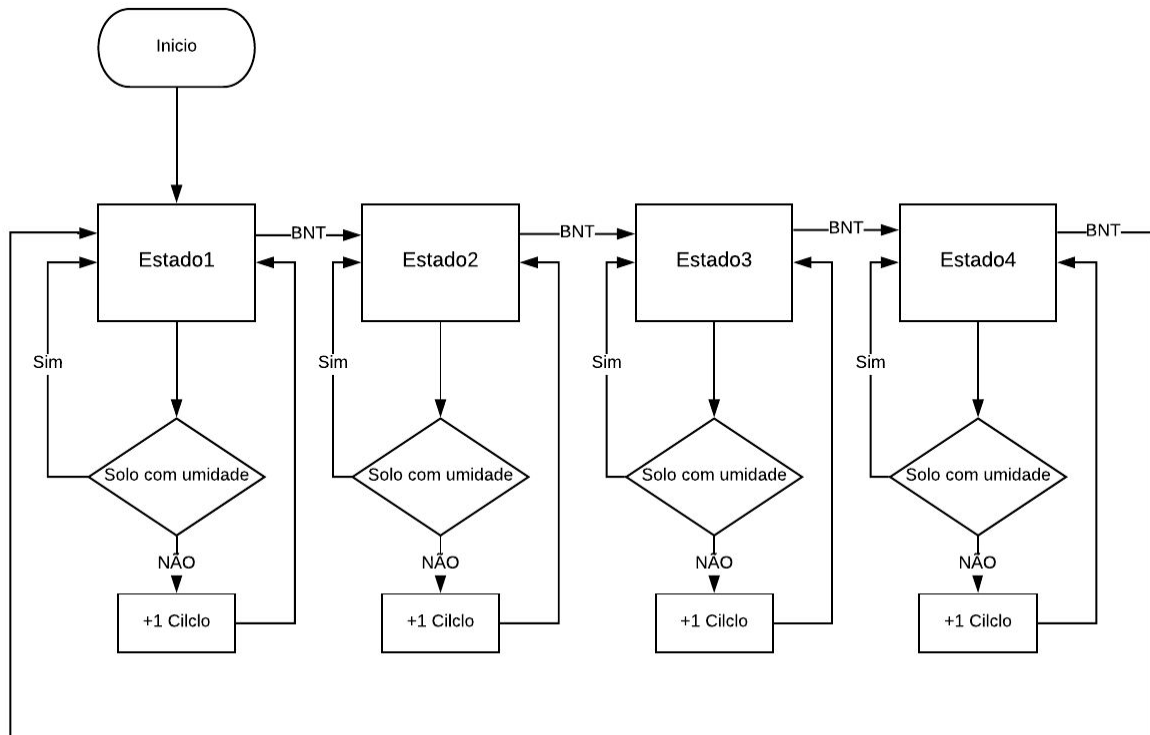 Inicio
Estado1
BNT
Estado2
BNT
Estado3
BNT
Estado4
BNT
Sim
Sim
Sim
Sim
Solo com umidade
Solo com umidade
Solo com umidade
Solo com umidade
NÃO
NÃO
NÃO
NÃO
+1 Cilclo
+1 Cilclo
+1 Cilclo
+1 Cilclo